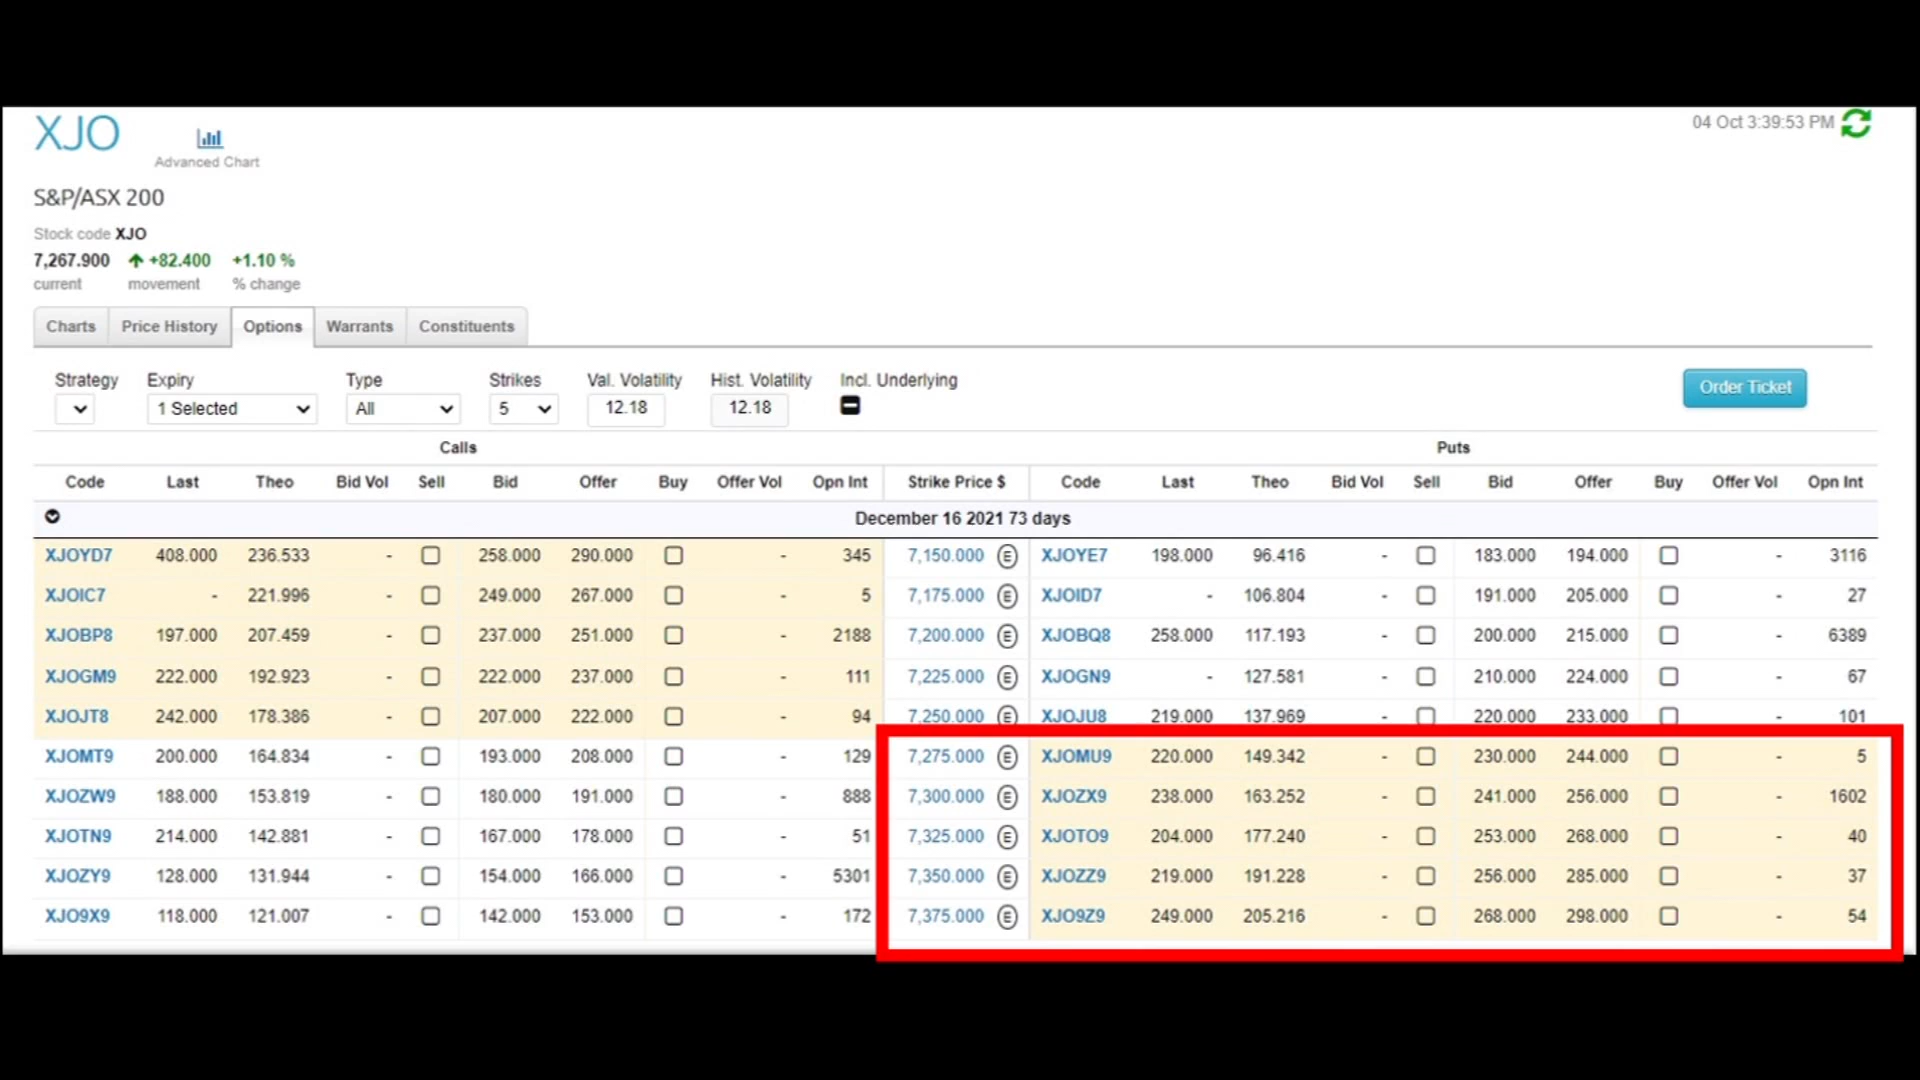 XJO
Advanced Chart
04 Oct 3:39:53 PM
S&P/ASX 200
Stock code XJO
7,267.900 +82.400 +1.10 %
current movement % change
Charts Price History Options Warrants Constituents
Strategy Expiry Type Strikes Val. Volatility Hist. Volatility Incl. Underlying
1 Selected All 5 12.18 12.18 Order Ticket
Calls Puts
Code Last Theo Bid Vol Sell Bid Offer Buy Offer Vol Opn Int Strike Price $ Code Last Theo Bid Vol Sell Bid Offer Buy Offer Vol Opn Int
December 16 2021 73 days
XJOYD7 408.000 236.533 - 258.000 290.000 - 345 7,150.000 E XJOYE7 198.000 96.416 - 183.000 194.000 - 3116
XJOIC7 - 221.996 - 249.000 267.000 - 5 7,175.000 E XJOID7 - 106.804 - 191.000 205.000 - 27
XJOBP8 197.000 207.459 - 237.000 251.000 - 2188 7,200.000 E XJOBQ8 258.000 117.193 - 200.000 215.000 - 6389
XJOGM9 222.000 192.923 - 222.000 237.000 - 111 7,225.000 E XJOGN9 - 127.581 - 210.000 224.000 - 67
XJOJT8 242.000 178.386 - 207.000 222.000 - 94 7,250.000 E XJOJU8 219.000 137.969 - 220.000 233.000 - 101
XJOMT9 200.000 164.834 - 193.000 208.000 - 129 7,275.000 E XJOMU9 220.000 149.342 - 230.000 244.000 - 5
XJOZW9 188.000 153.819 - 180.000 191.000 - 888 7,300.000 E XJOZX9 238.000 163.252 - 241.000 256.000 - 1602
XJOTN9 214.000 142.881 - 167.000 178.000 - 51 7,325.000 E XJOTO9 204.000 177.240 - 253.000 268.000 - 40
XJOZY9 128.000 131.944 - 154.000 166.000 - 5301 7,350.000 E XJOZZ9 219.000 191.228 - 256.000 285.000 - 37
XJO9X9 118.000 121.007 - 142.000 153.000 - 172 7,375.000 E XJO9Z9 249.000 205.216 - 268.000 298.000 - 54